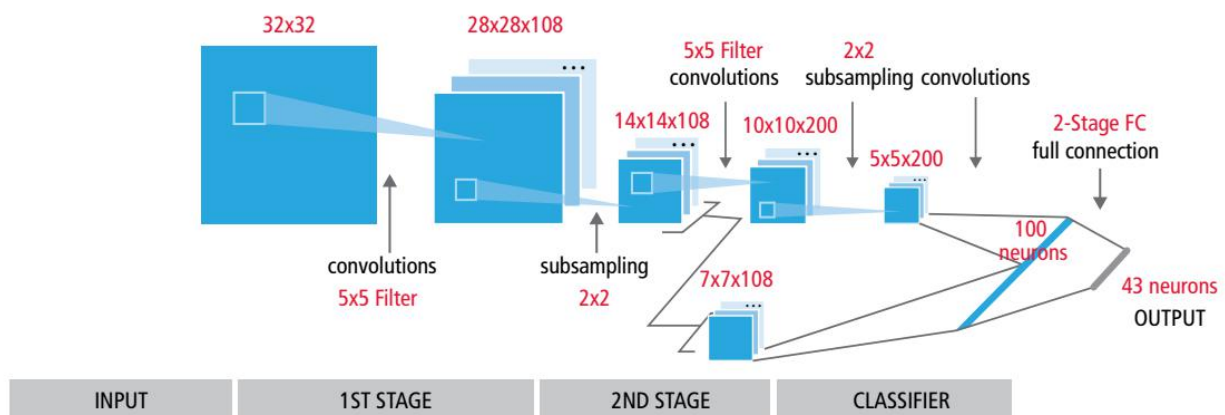 32x32
28x28x108
5x5 Filter
convolutions
2x2
subsampling
convolutions
14x14x108
10x10x200
5x5x200
2-Stage FC
full connection
convolutions
5x5 Filter
subsampling
2x2
7x7x108
100
neurons
43 neurons
OUTPUT
INPUT
1ST STAGE
2ND STAGE
CLASSIFIER